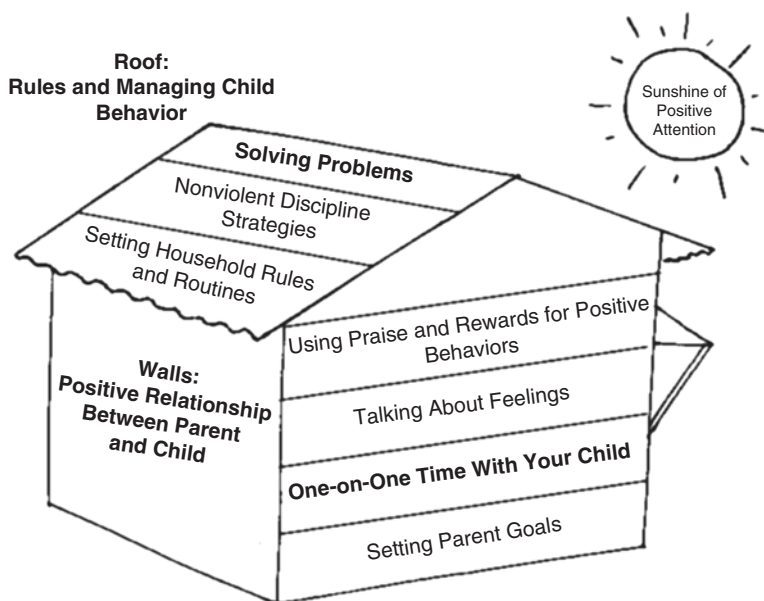 Roof:
Rules and Managing Child
Behavior
Sunshine of
Positive
Attention
Solving Problems
Nonviolent Discipline
Strategies
Setting Household Rules
and Routines
Walls:
Positive Relationship
Between Parent
and Child
Using Praise and Rewards for Positive
Behaviors
Talking About Feelings
One-on-One Time With Your Child
Setting Parent Goals